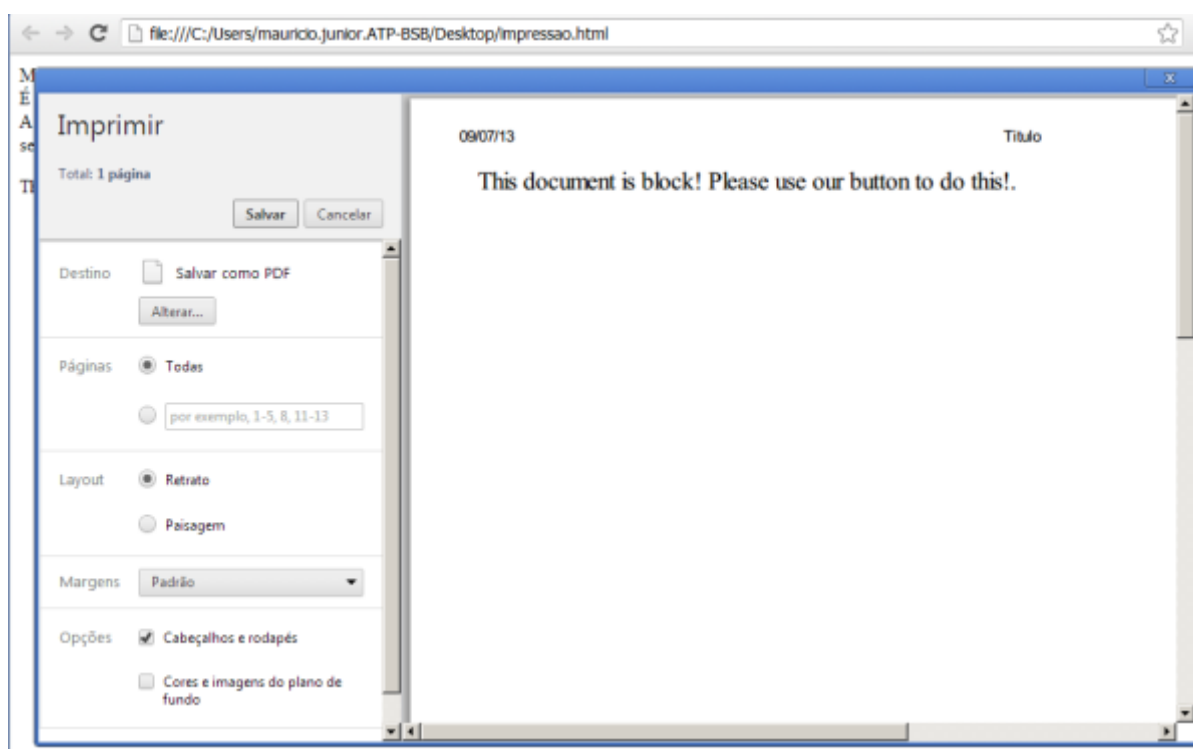 file:///C:/Users/mauricio.junior.ATP-BSB/Desktop/impressao.html
M
É
A
se
Imprimir
Total: 1 página
Salvar Cancelar
Destino Salvar como PDF
Alterar...
Páginas Todas
por exemplo, 1-5, 8, 11-13
Layout Retrato
Paisagem
Margens Padrão
Opções Cabeçalhos e rodapés
Cores e imagens do plano de
fundo
09/07/13 Titulo
This document is block! Please use our button to do this!.